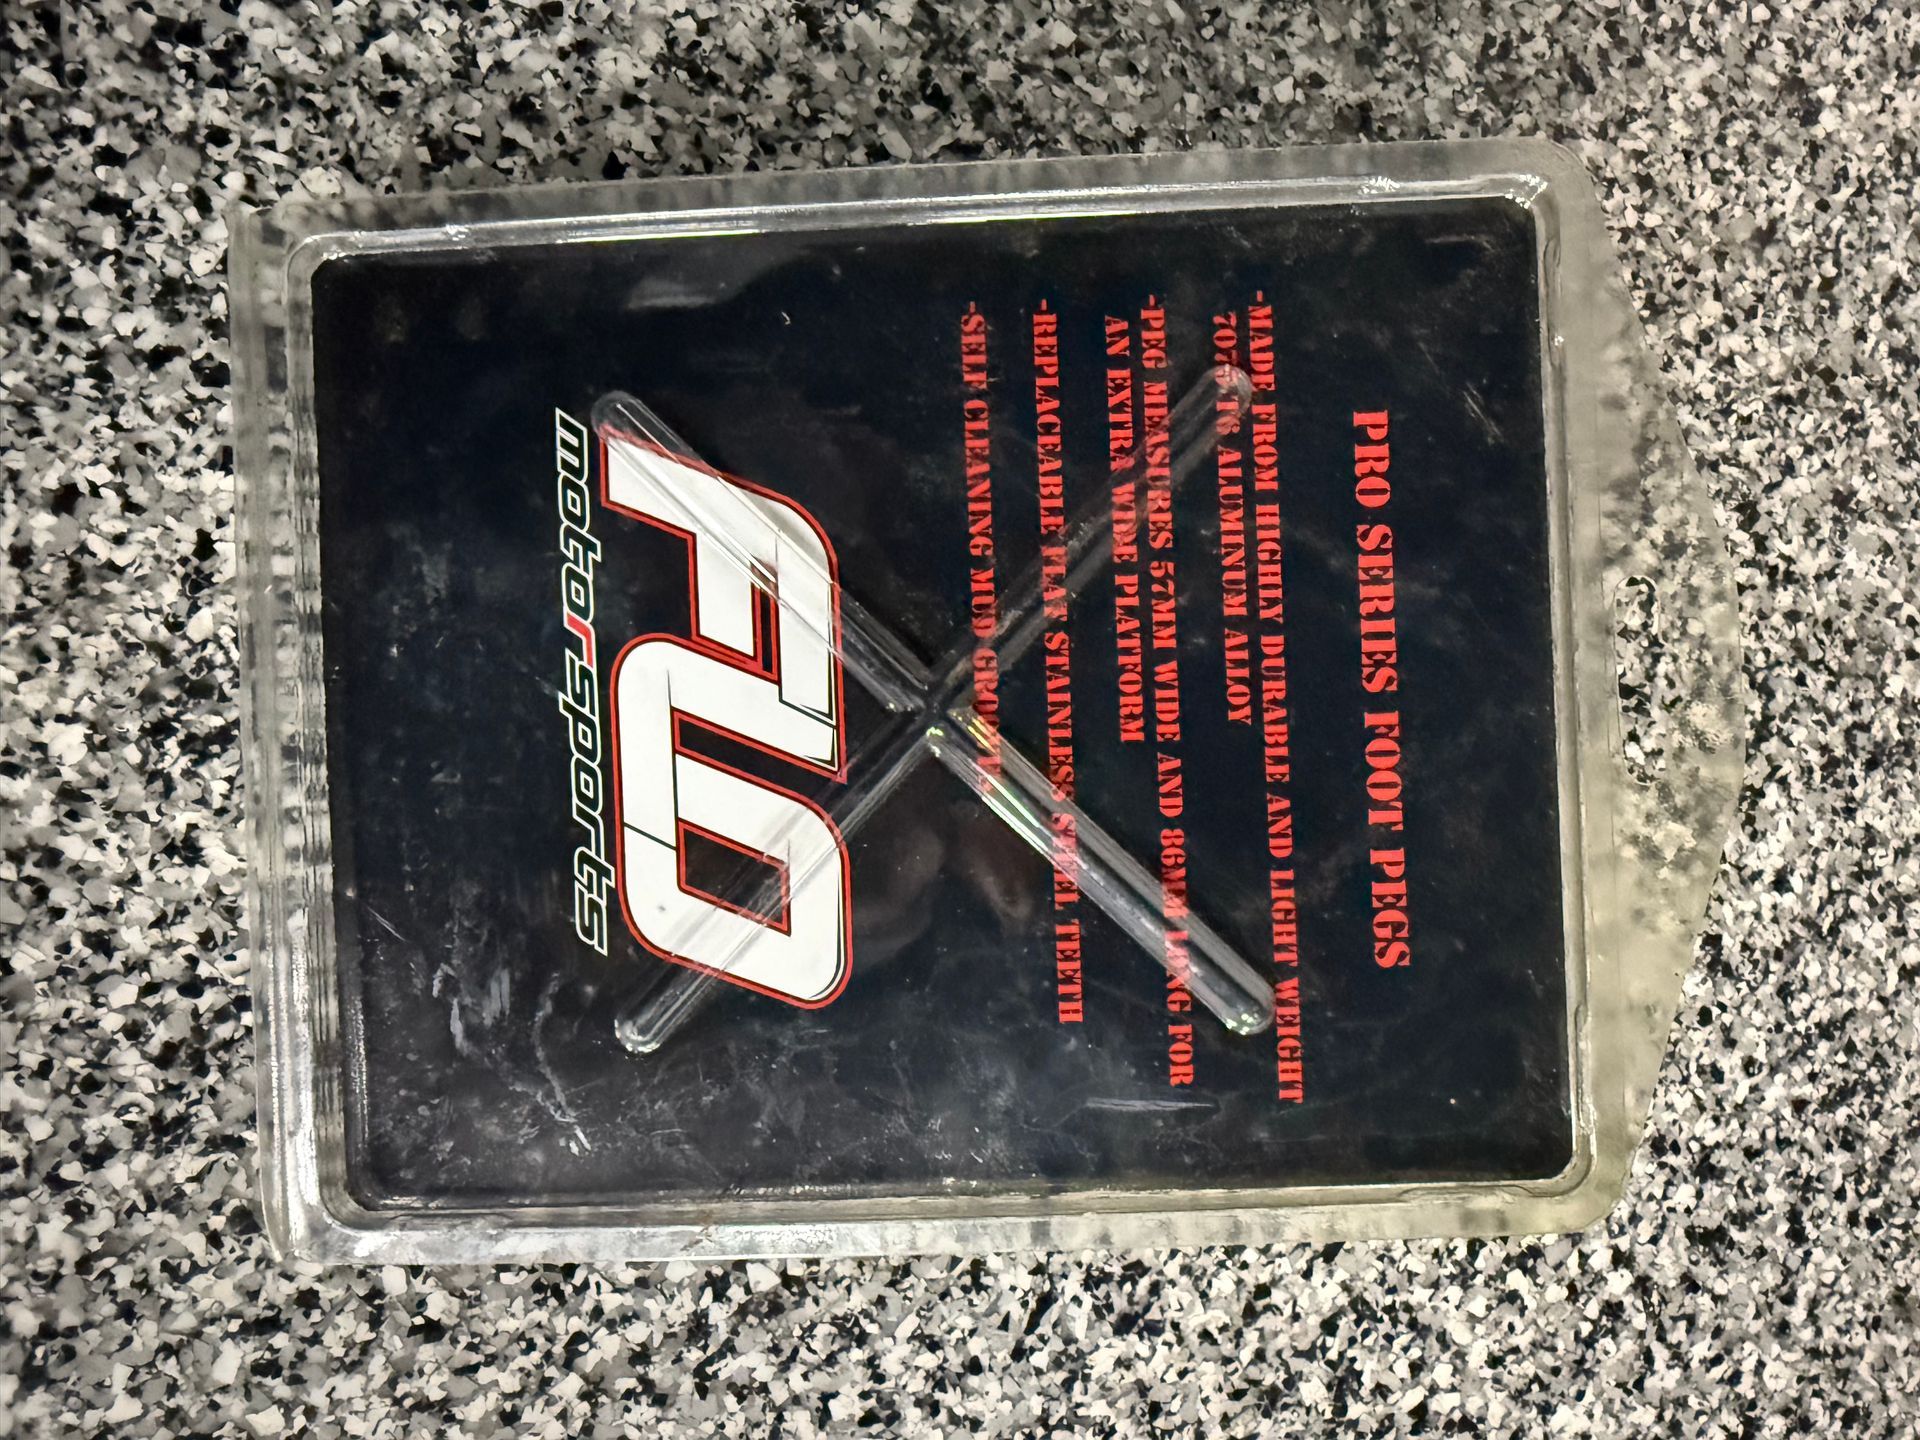 PRO SERIES FOOT PEGS
-MADE FROM HIGHLY DURABLE AND LIGHT WEIGHT
7075-T6 ALUMINUM ALLOY
-PEG MEASURES 57MM WIDE AND 86MM LONG FOR
AN EXTRA WIDE PLATFORM
-REPLACEABLE FLAT STAINLESS STEEL TEETH
-SELF CLEANING MUD GROOVES
FLO
motorsports